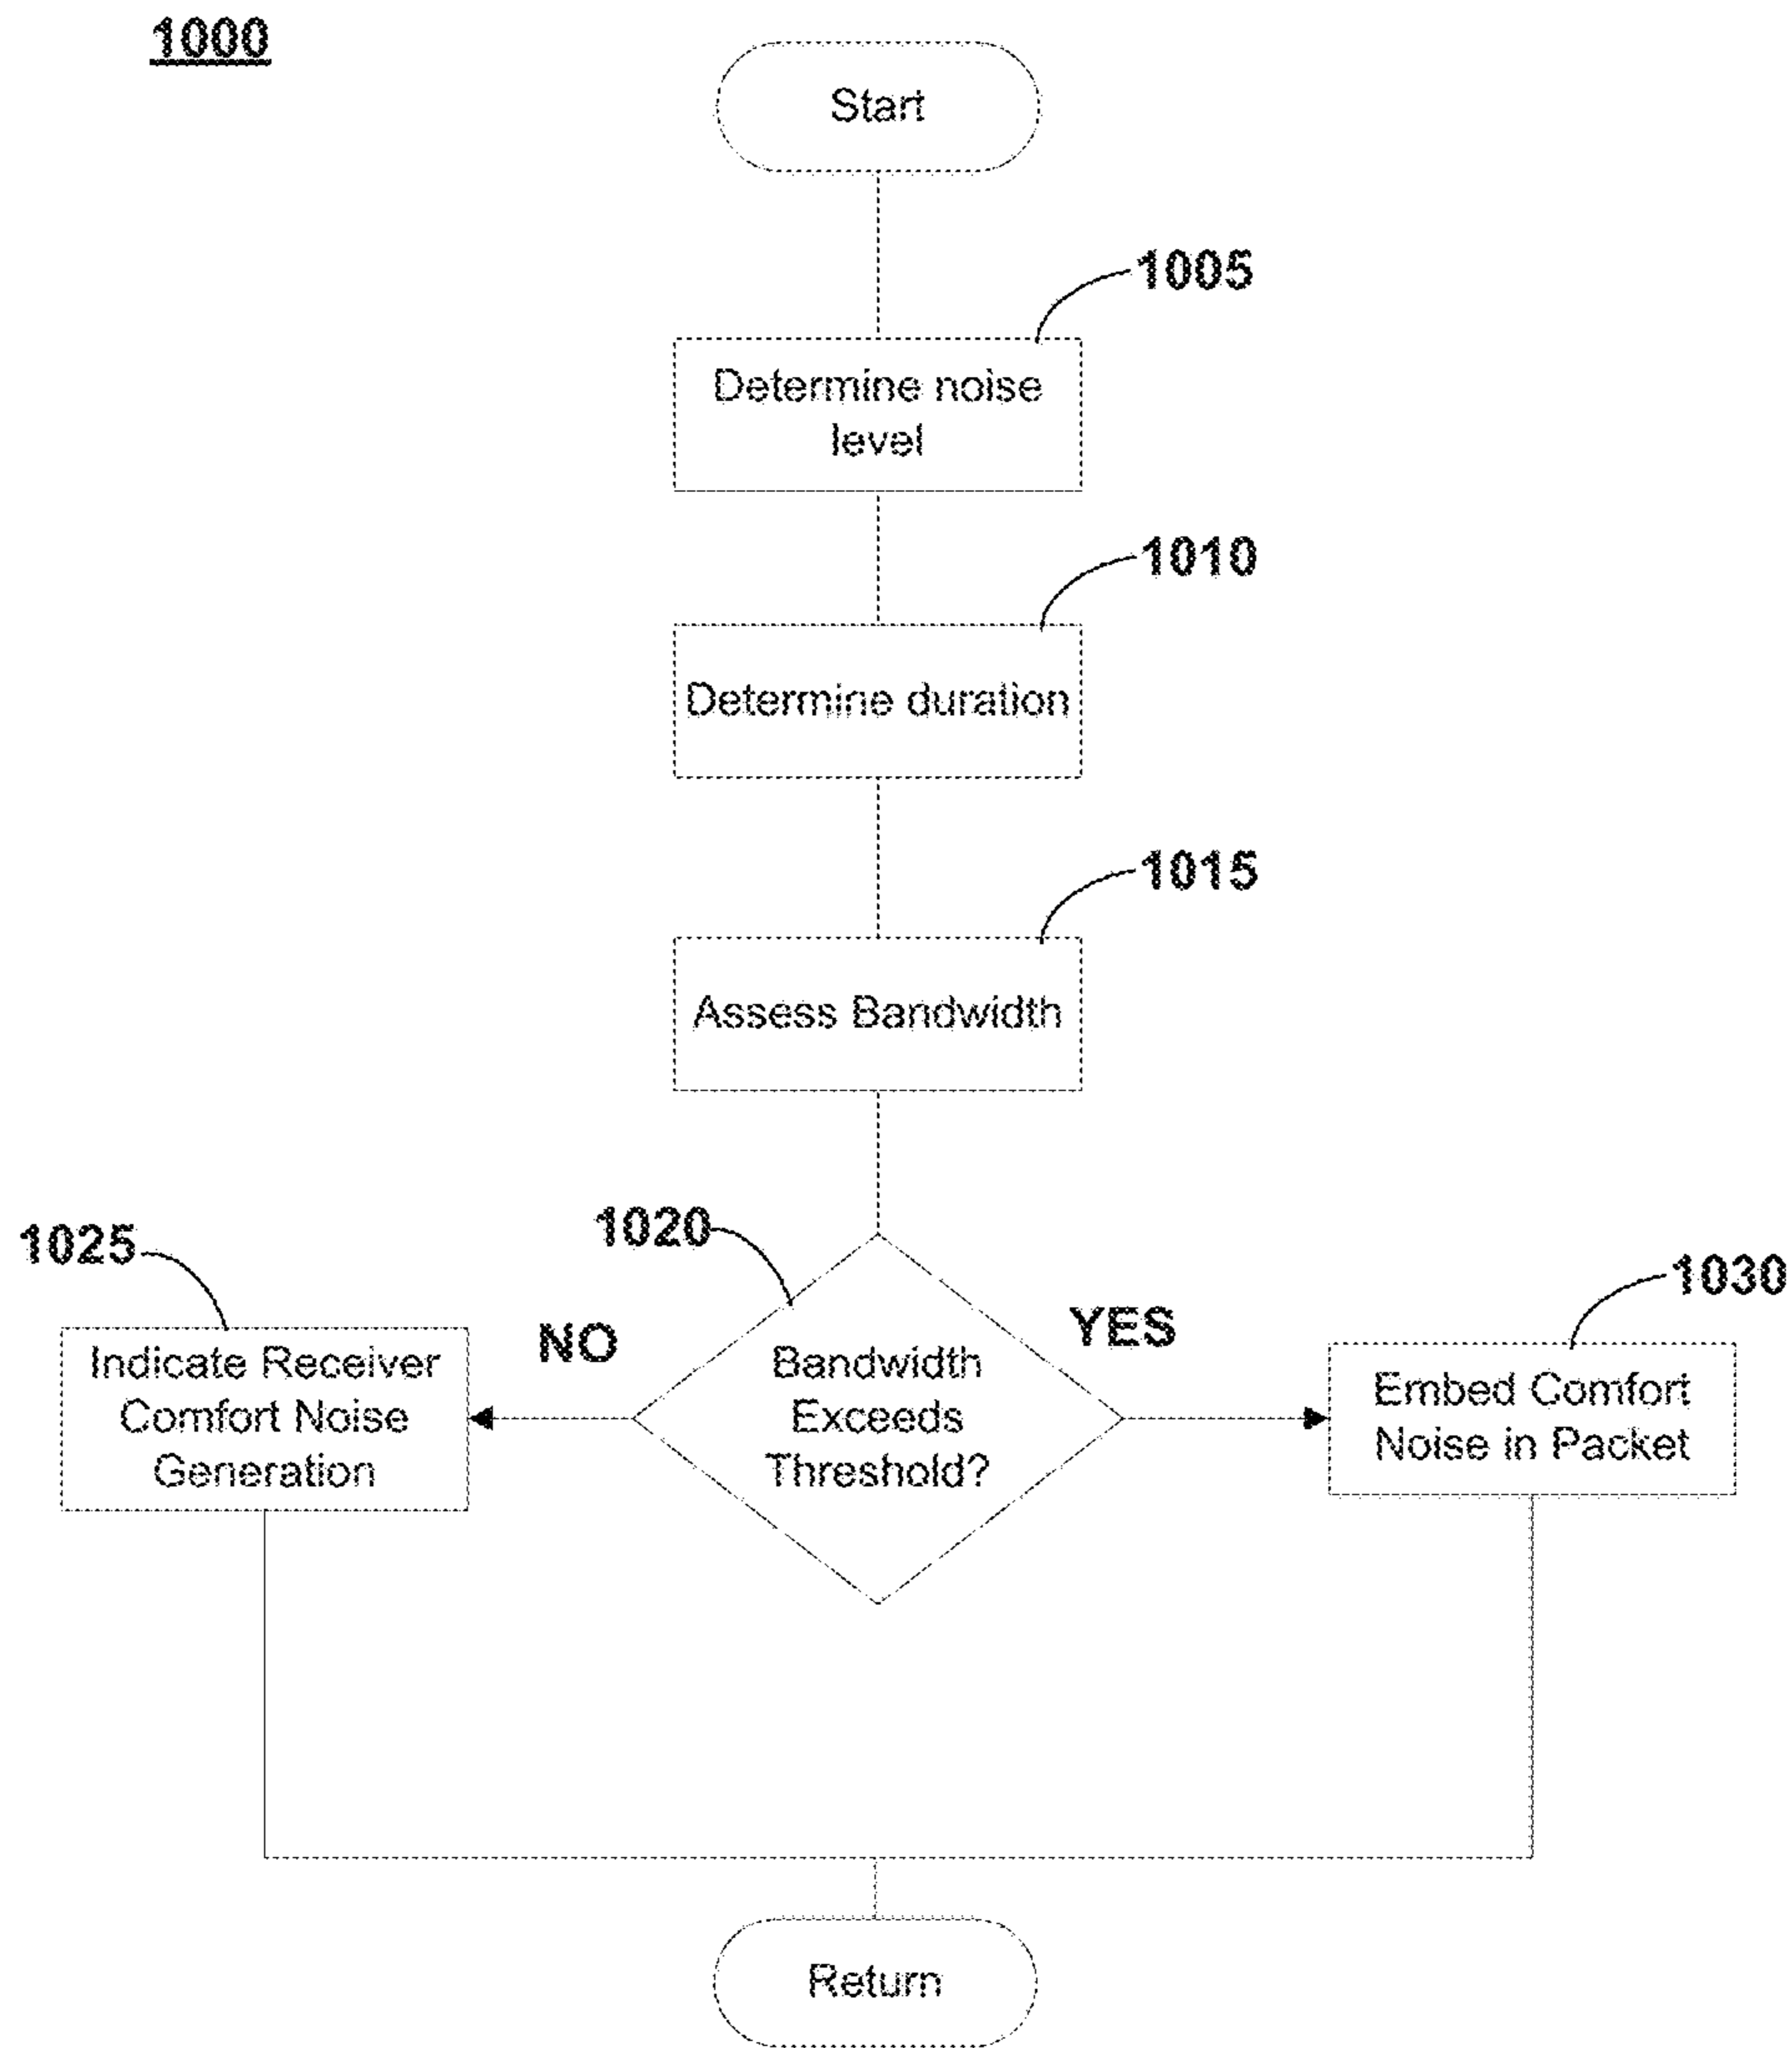 1000
Start
1005
Determine noise
level
1010
Determine duration
1015
Assess Bandwidth
1020
Bandwidth
Exceeds
Threshold?
NO
YES
1025
Indicate Receiver
Comfort Noise
Generation
1030
Embed Comfort
Noise in Packet
Return